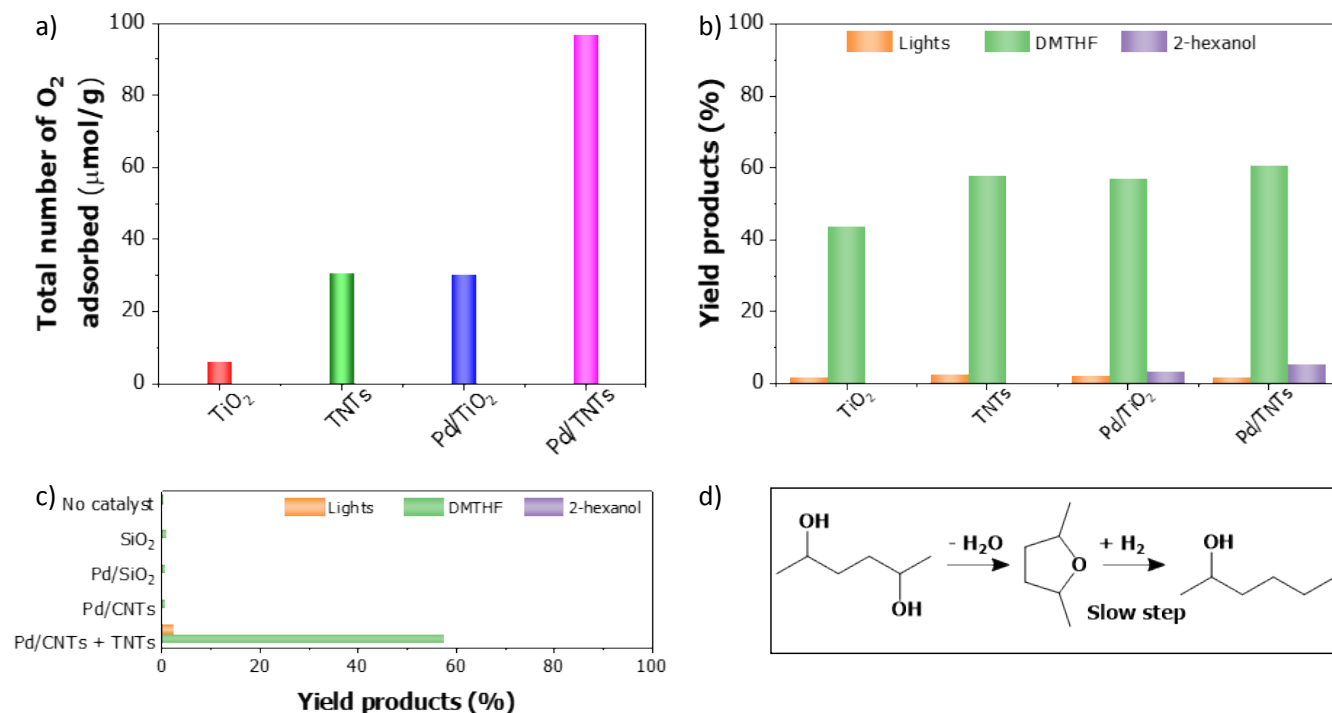 a)
Total number of O₂
adsorbed (μmol/g)
100
80
60
40
20
0
TiO₂
TNTs
Pd/TiO₂
Pd/TNTs
b)
Yield products (%)
100
80
60
40
20
0
Lights
DMTHF
2-hexanol
TiO₂
TNTs
Pd/TiO₂
Pd/TNTs
c)
No catalyst
SiO₂
Pd/SiO₂
Pd/CNTs
Pd/CNTs + TNTs
Lights
DMTHF
2-hexanol
0
20
40
60
80
100
Yield products (%)
d)
OH
OH
- H₂O
O
+ H₂
Slow step
OH